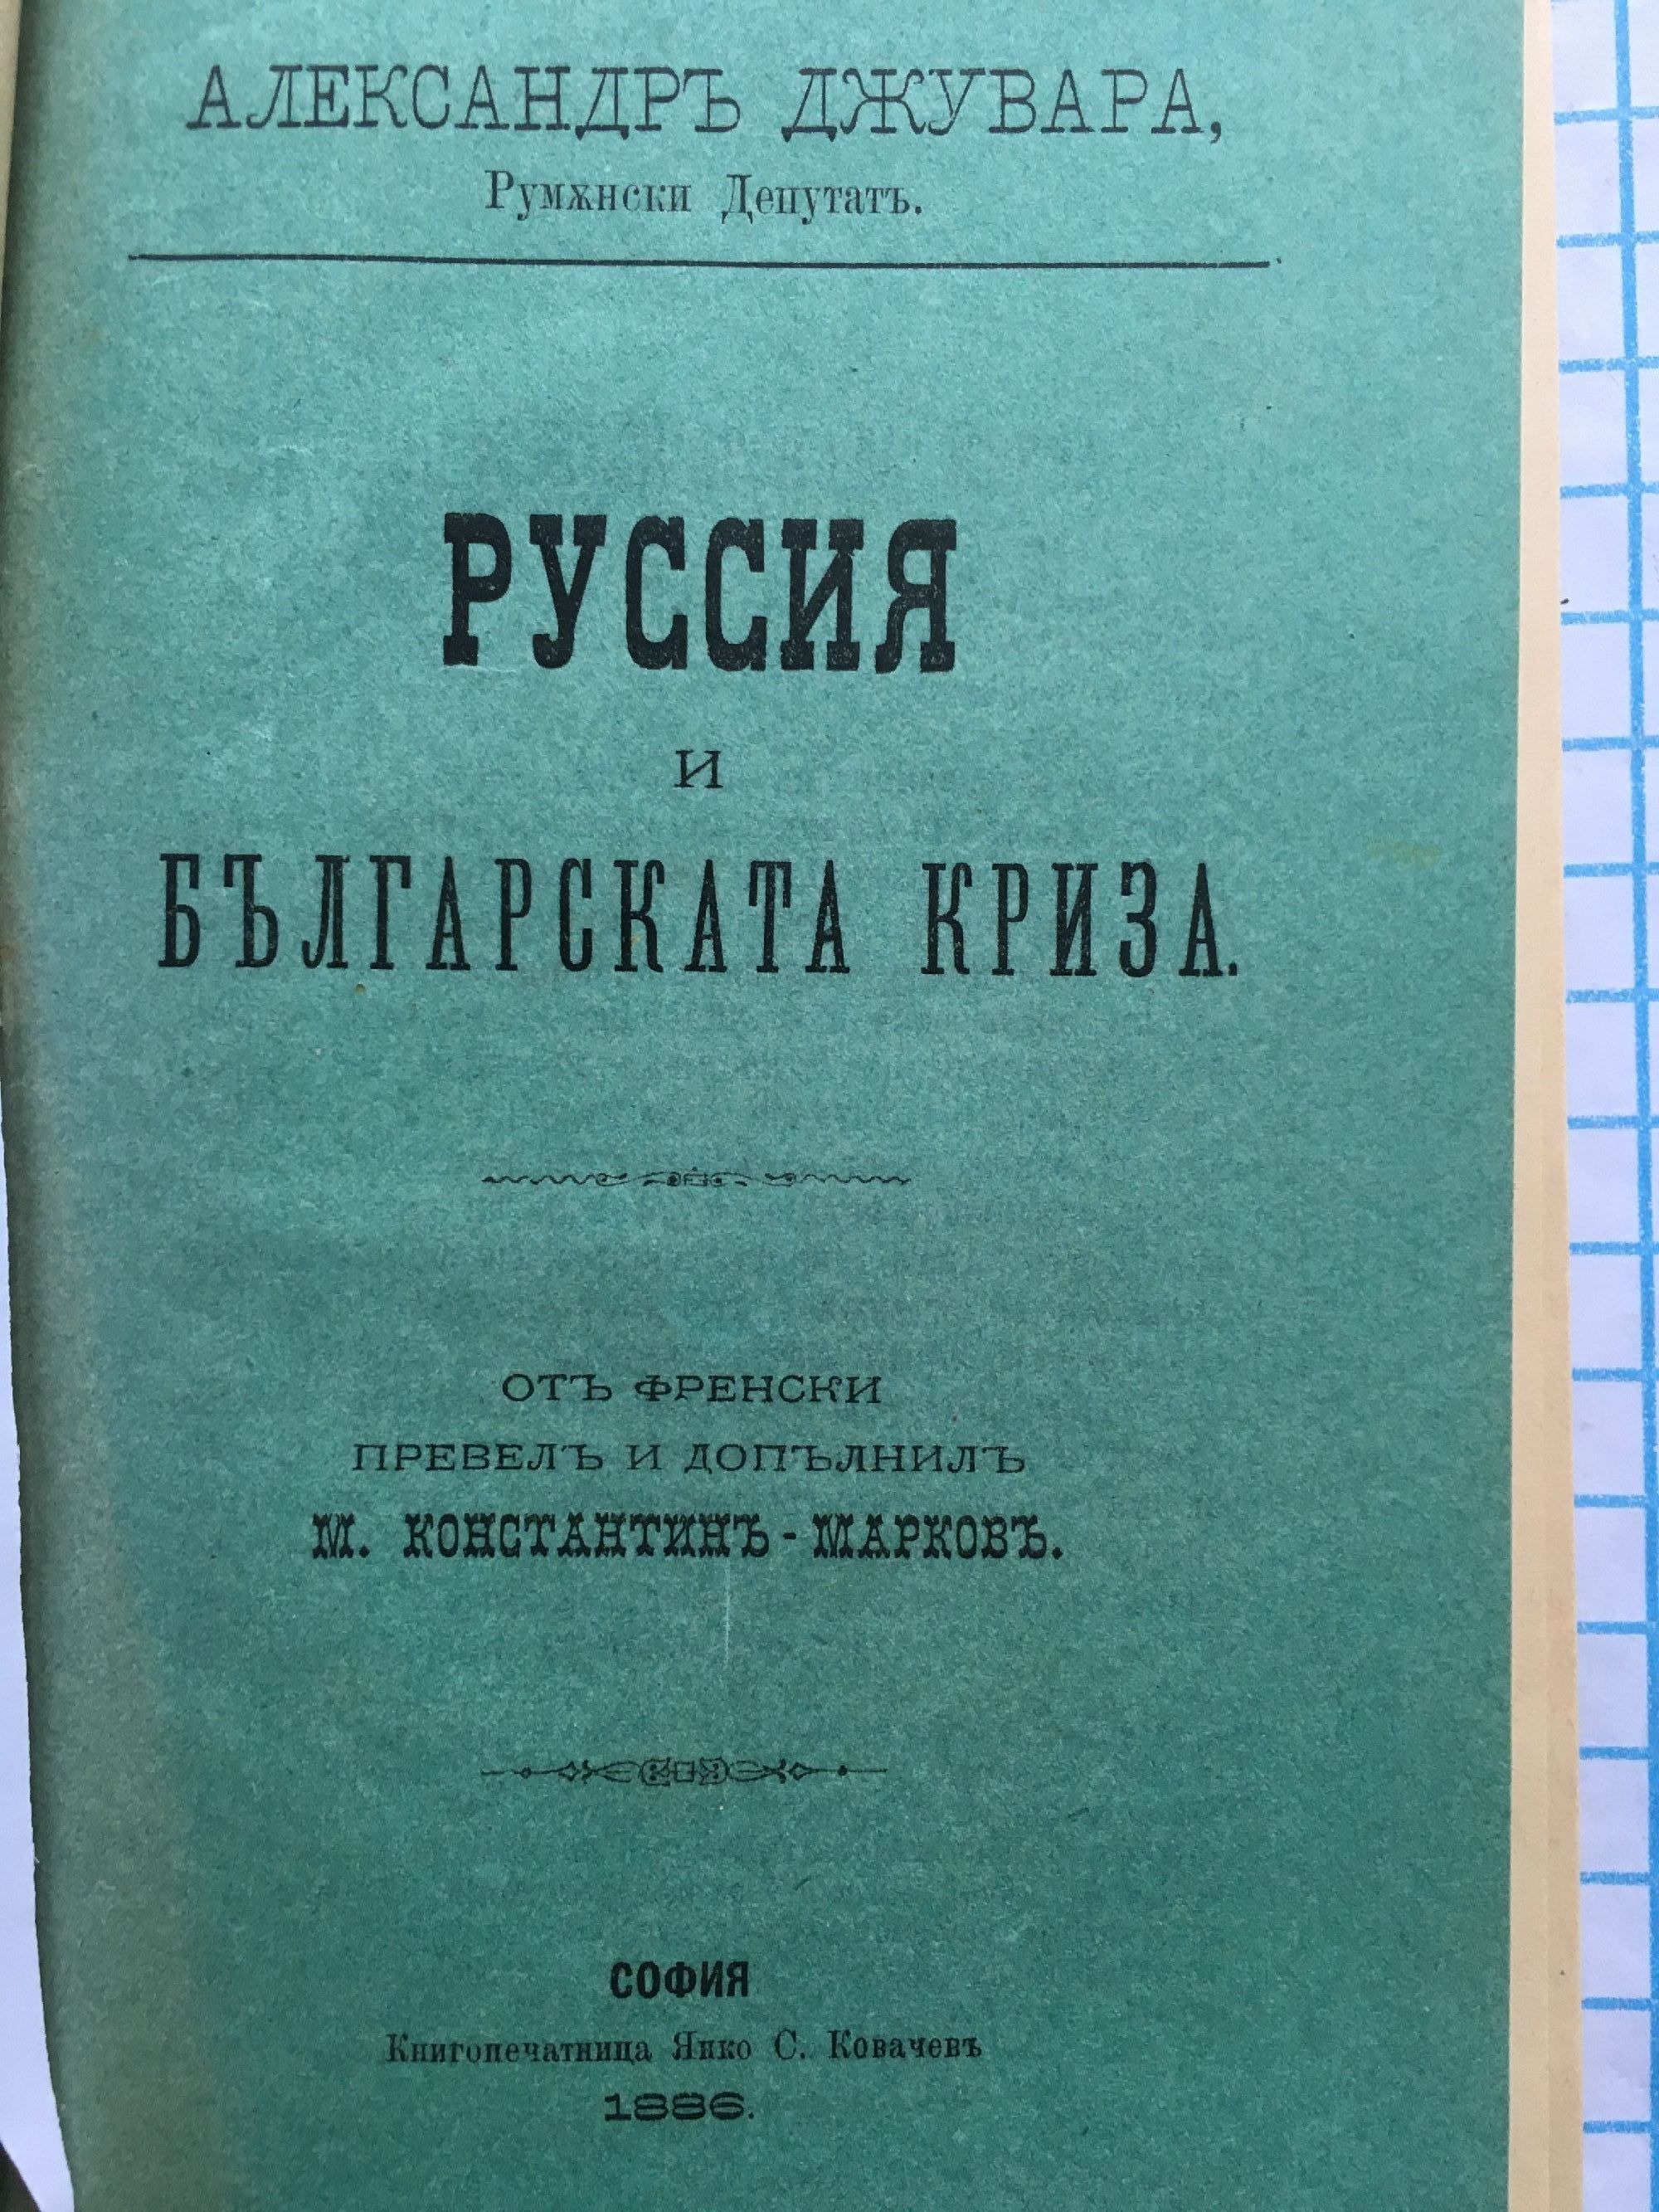 АЛЕКСАНДРЪ ДЖУВАРА,
Румѫнски Депутатъ.
РУССИЯ
И
БЪЛГАРСКАТА КРИЗА.
ОТЪ ФРЕНСКИ
ПРЕВЕЛЪ И ДОПЪЛНИЛЪ
М. КОНСТАНТИНЪ-МАРКОВЪ.
СОФИЯ
Книгопечатница Янко С. Ковачевъ
1886.